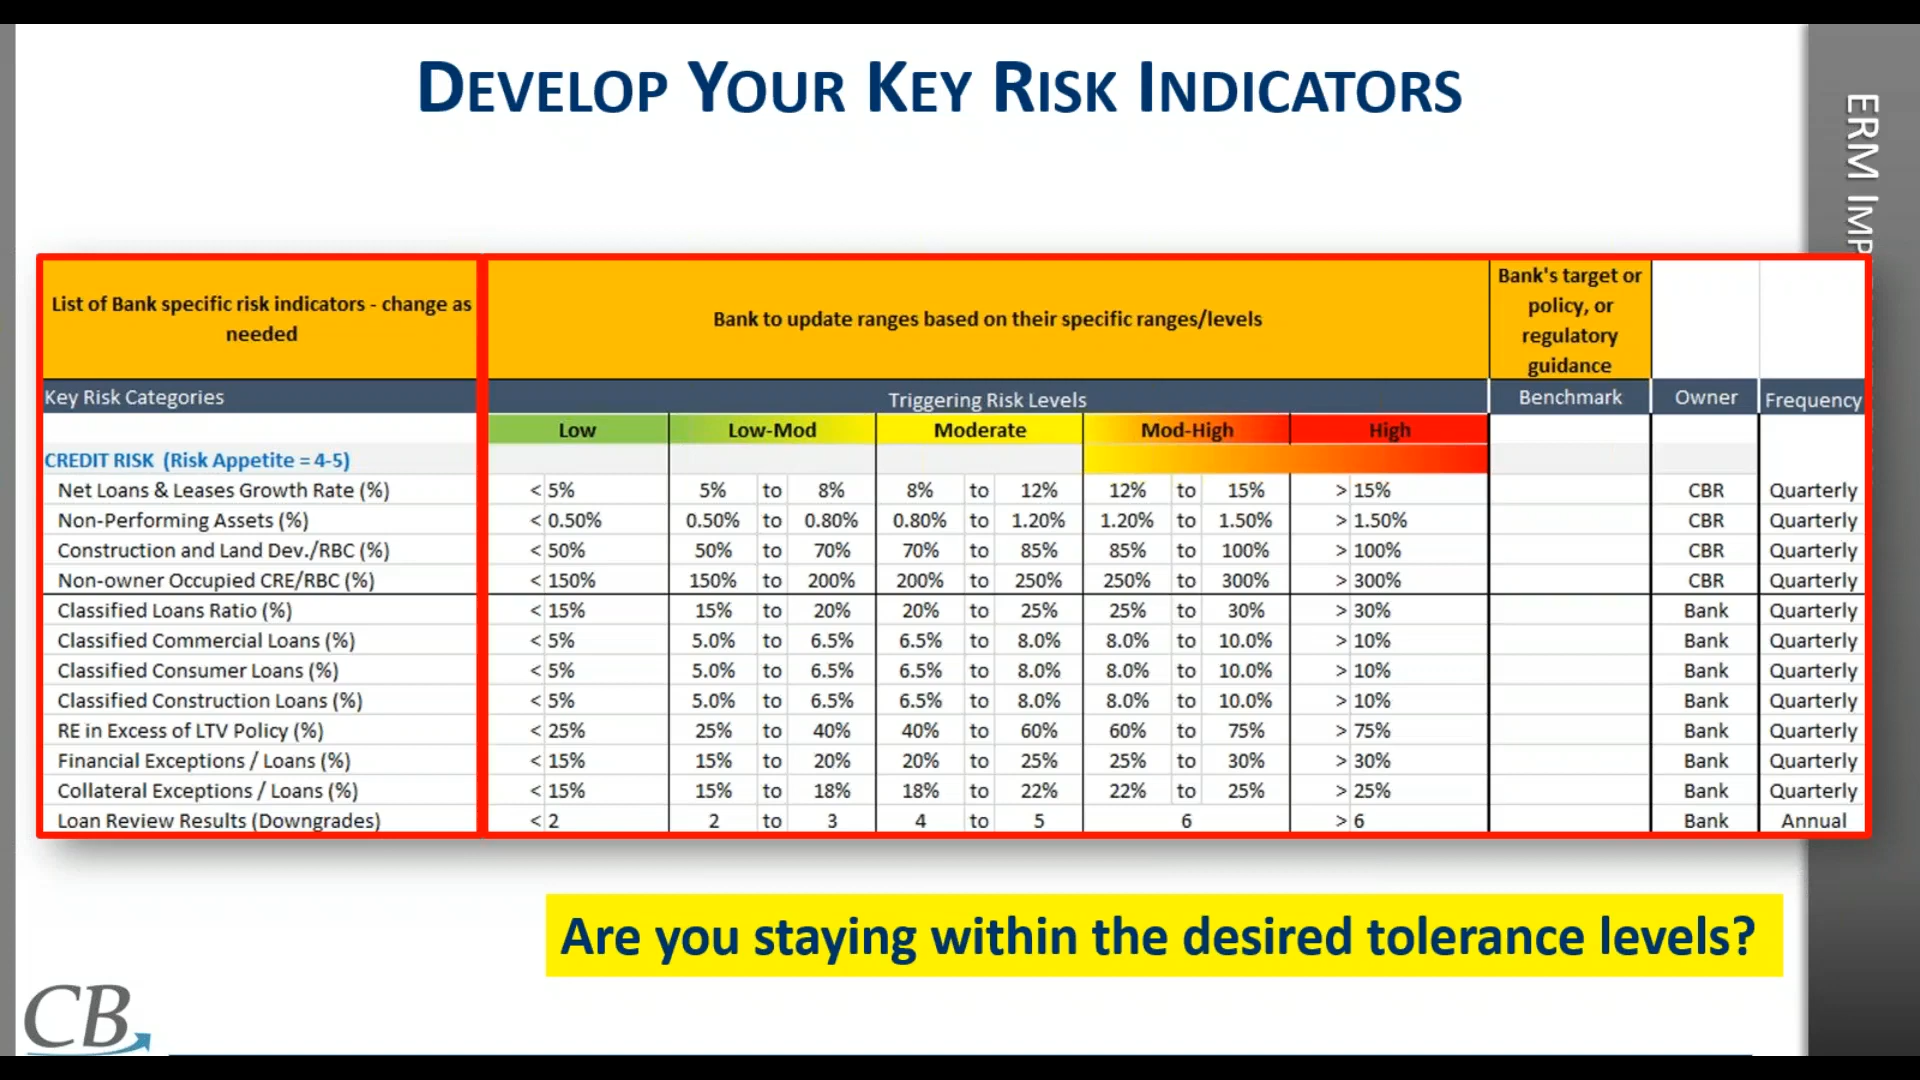 DEVELOP YOUR KEY RISK INDICATORS
ERM IMP
List of Bank specific risk indicators - change as
needed
Bank to update ranges based on their specific ranges/levels
Bank's target or
policy, or
regulatory
guidance
Key Risk Categories Triggering Risk Levels Benchmark Owner Frequency
Low Low-Mod Moderate Mod-High High
CREDIT RISK (Risk Appetite = 4-5)
Net Loans & Leases Growth Rate (%) < 5% 5% to 8% 8% to 12% 12% to 15% > 15% CBR Quarterly
Non-Performing Assets (%) < 0.50% 0.50% to 0.80% 0.80% to 1.20% 1.20% to 1.50% > 1.50% CBR Quarterly
Construction and Land Dev./RBC (%) < 50% 50% to 70% 70% to 85% 85% to 100% > 100% CBR Quarterly
Non-owner Occupied CRE/RBC (%) < 150% 150% to 200% 200% to 250% 250% to 300% > 300% CBR Quarterly
Classified Loans Ratio (%) < 15% 15% to 20% 20% to 25% 25% to 30% > 30% Bank Quarterly
Classified Commercial Loans (%) < 5% 5.0% to 6.5% 6.5% to 8.0% 8.0% to 10.0% > 10% Bank Quarterly
Classified Consumer Loans (%) < 5% 5.0% to 6.5% 6.5% to 8.0% 8.0% to 10.0% > 10% Bank Quarterly
Classified Construction Loans (%) < 5% 5.0% to 6.5% 6.5% to 8.0% 8.0% to 10.0% > 10% Bank Quarterly
RE in Excess of LTV Policy (%) < 25% 25% to 40% 40% to 60% 60% to 75% > 75% Bank Quarterly
Financial Exceptions / Loans (%) < 15% 15% to 20% 20% to 25% 25% to 30% > 30% Bank Quarterly
Collateral Exceptions / Loans (%) < 15% 15% to 18% 18% to 22% 22% to 25% > 25% Bank Quarterly
Loan Review Results (Downgrades) < 2 2 to 3 4 to 5 6 > 6 Bank Annual
Are you staying within the desired tolerance levels?
CB